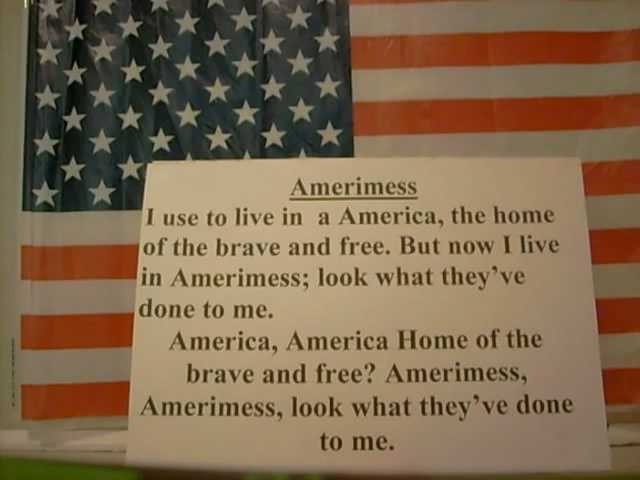 Amerimess
I use to live in a America, the home
of the brave and free. But now I live
in Amerimess; look what they've
done to me.
America, America Home of the
brave and free? Amerimess,
Amerimess, look what they've done
to me.